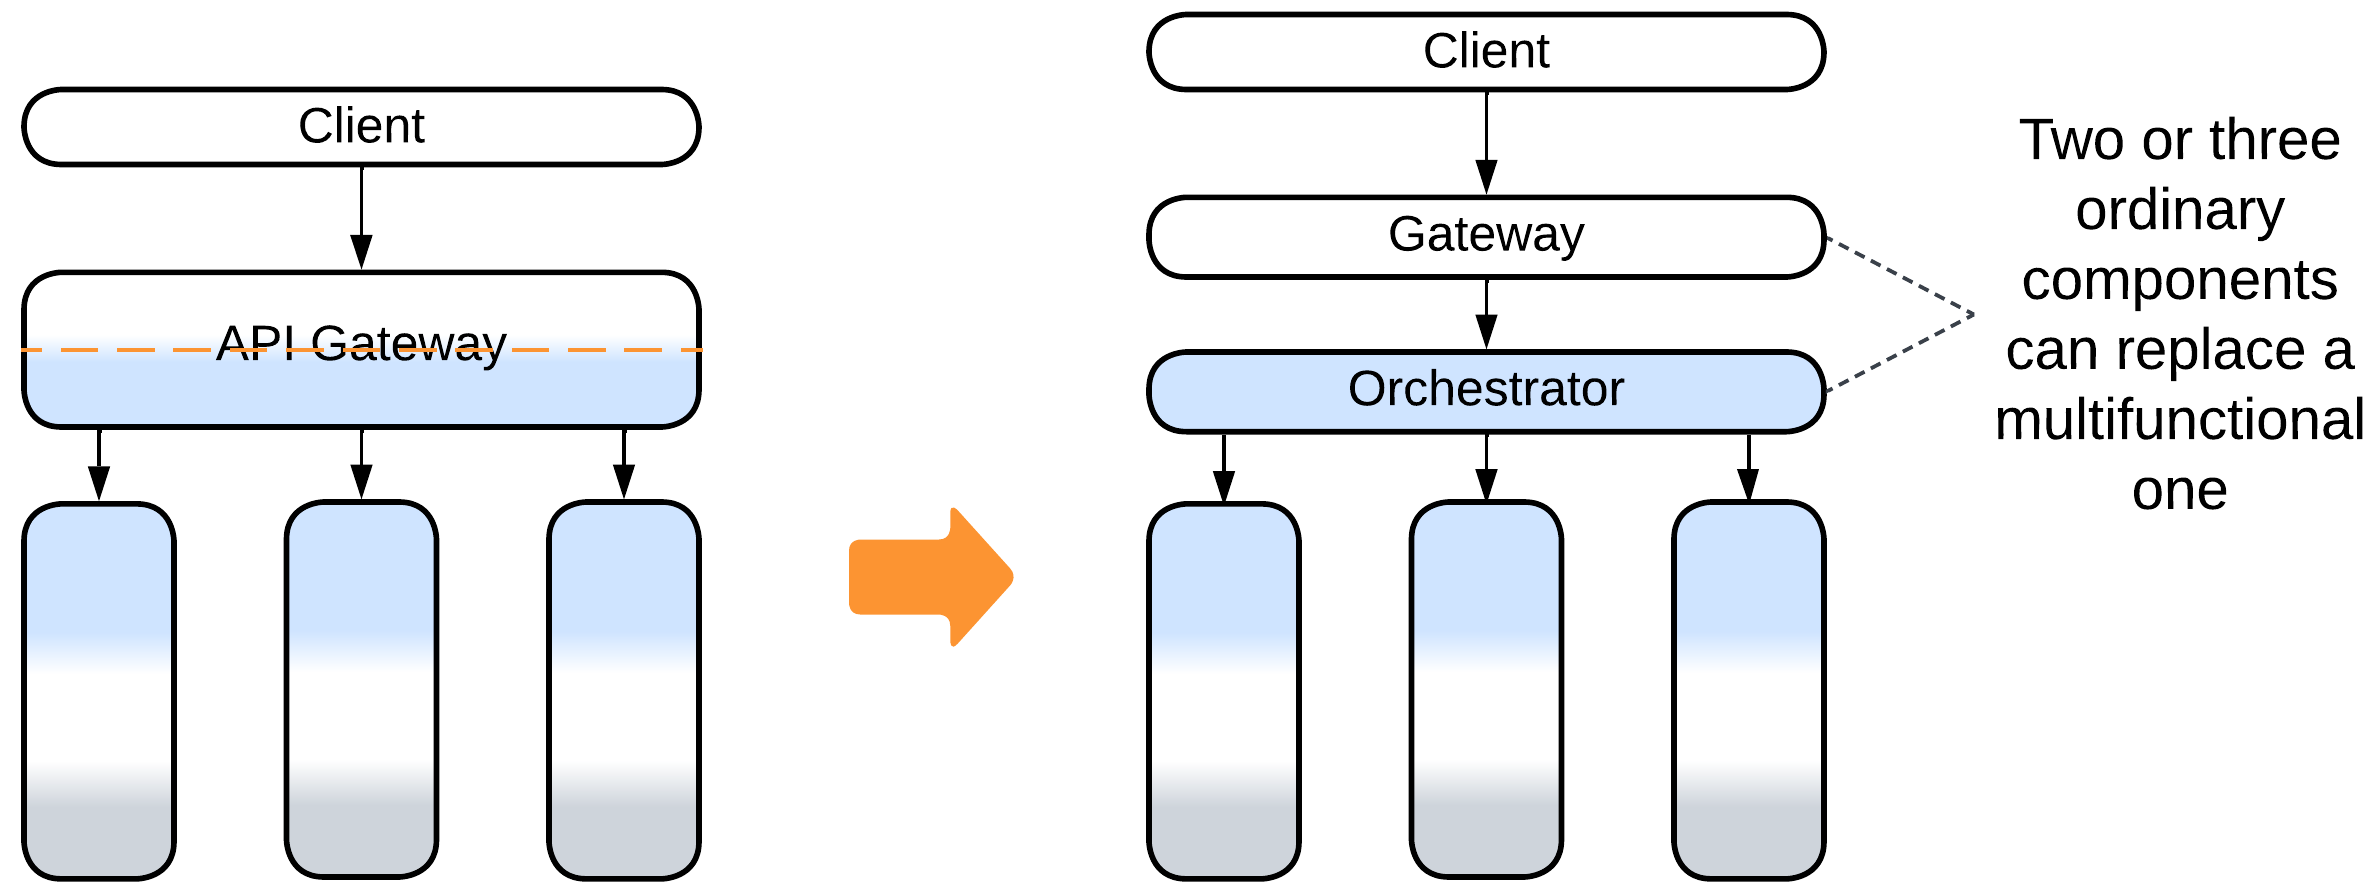 Client
API Gateway
Client
Gateway
Orchestrator
Two or three
ordinary
components
can replace a
multifunctional
one